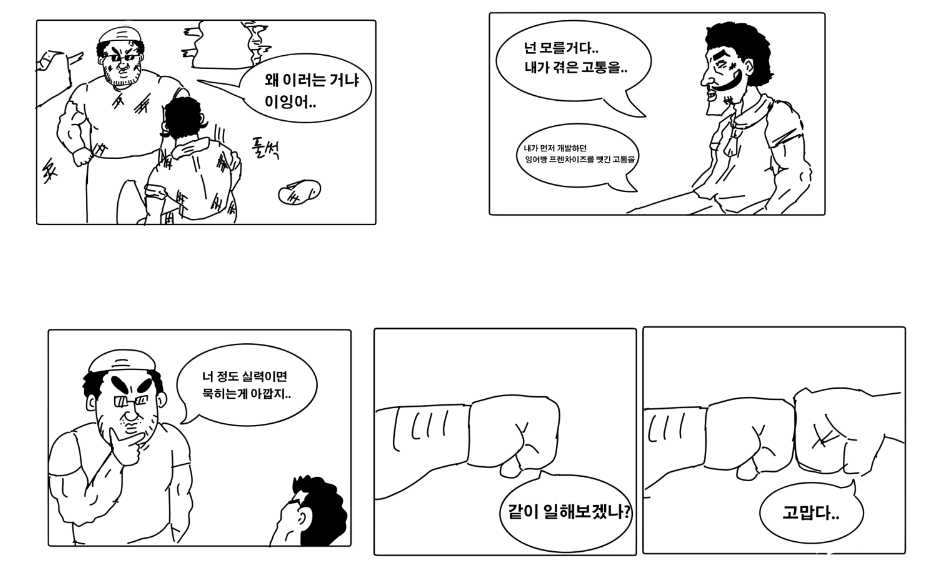 왜 이러는 거냐
이잉어..
풀썩
넌 모를거다..
내가 겪은 고통을..
내가 먼저 개발하던
잉어빵 프렌차이즈를 뺏긴 고통을
너 정도 실력이면
묵히는게 아깝지..
같이 일해보겠나?
고맙다..